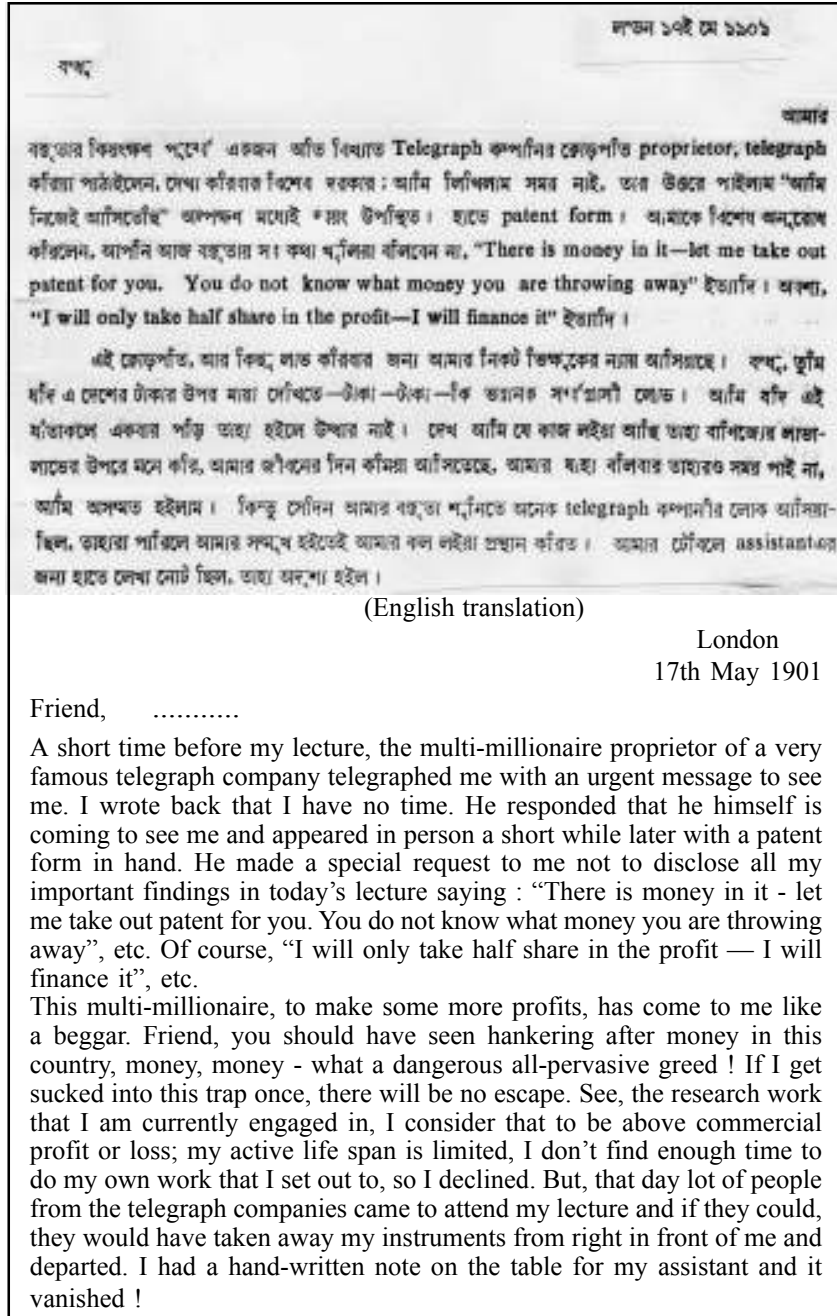 লণ্ডন ১৭ই মে ১৯০১
বন্ধু,
আমার
বক্তৃতার কিয়ৎক্ষণ পূর্ব্বে একজন অতি বিখ্যাত Telegraph কম্পানির ক্রোড়পতি proprietor, telegraph
করিয়া পাঠাইলেন, দেখা করিবার বিশেষ দরকার; আমি লিখিলাম সময় নাই, তার উত্তরে পাইলাম “আমি
নিজেই আসিতেছি” অল্পক্ষণ মধ্যেই স্বয়ং উপস্থিত। হাতে patent form। আমাকে বিশেষ অনুরোধ
করিলেন, আপনি আজ বক্তৃতায় সব কথা খুলিয়া বলিবেন না, “There is money in it—let me take out
patent for you. You do not know what money you are throwing away” ইত্যাদি। অবশ্য,
“I will only take half share in the profit—I will finance it” ইত্যাদি।
এই ক্রোড়পতি, আর কিছু লাভ করিবার জন্য আমার নিকট ভিক্ষুকের ন্যায় আসিয়াছে। বন্ধু, তুমি
যদি এ দেশের টাকার উপর মায়া দেখিতে—টাকা—টাকা—কি ভয়ানক সর্ব্বগ্রাসী লোভ। আমি যদি এই
যাঁতাকলে একবার পড়ি তাহা হইলে উদ্ধার নাই। দেখ আমি যে কাজ লইয়া আছি তাহা বাণিজ্যের লাভা-
লাভের উপরে মনে করি, আমার জীবনের দিন কমিয়া আসিতেছে, আমার যাহা বলিবার তাহারও সময় পাই না,
আমি অসম্মত হইলাম। কিন্তু সেদিন আমার বক্তৃতা শুনিতে অনেক telegraph কম্পানীর লোক আসিয়া-
ছিল, তাহারা পারিলে আমার সম্মুখ হইতেই আমার কল লইয়া প্রস্থান করিত। আমার টেবিলে assistantএর
জন্য হাতে লেখা নোট ছিল, তাহা অদৃশ্য হইল।
(English translation)
London
17th May 1901
Friend, ...........
A short time before my lecture, the multi-millionaire proprietor of a very
famous telegraph company telegraphed me with an urgent message to see
me. I wrote back that I have no time. He responded that he himself is
coming to see me and appeared in person a short while later with a patent
form in hand. He made a special request to me not to disclose all my
important findings in today’s lecture saying : “There is money in it - let
me take out patent for you. You do not know what money you are throwing
away”, etc. Of course, “I will only take half share in the profit — I will
finance it”, etc.
This multi-millionaire, to make some more profits, has come to me like
a beggar. Friend, you should have seen hankering after money in this
country, money, money - what a dangerous all-pervasive greed ! If I get
sucked into this trap once, there will be no escape. See, the research work
that I am currently engaged in, I consider that to be above commercial
profit or loss; my active life span is limited, I don’t find enough time to
do my own work that I set out to, so I declined. But, that day lot of people
from the telegraph companies came to attend my lecture and if they could,
they would have taken away my instruments from right in front of me and
departed. I had a hand-written note on the table for my assistant and it
vanished !